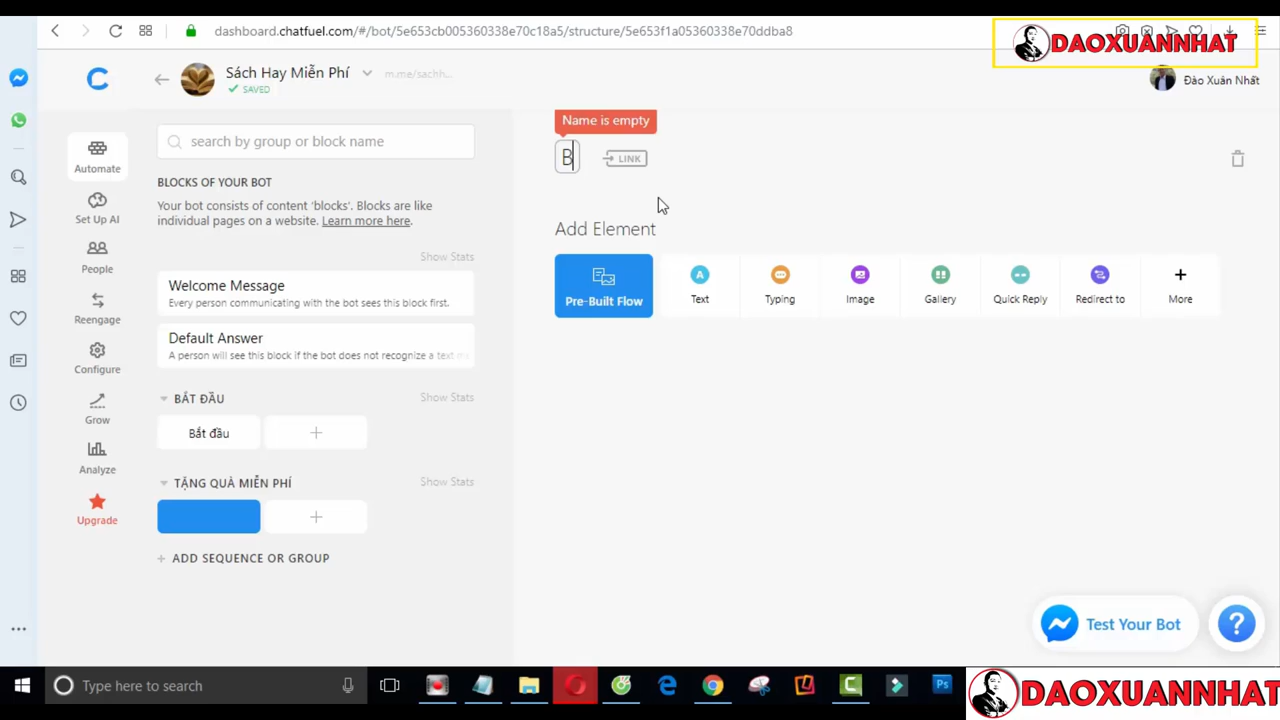 dashboard.chatfuel.com/#/bot/5e653cb005360338e70c18a5/structure/5e653f1a05360338e70ddba8
DAOXUANNHAT
Sách Hay Miễn Phí
m.me/sachh...
SAVED
Đào Xuân Nhất
Automate
Set Up AI
People
Reengage
Configure
Grow
Analyze
Upgrade
search by group or block name
BLOCKS OF YOUR BOT
Your bot consists of content 'blocks'. Blocks are like
individual pages on a website. Learn more here.
Show Stats
Welcome Message
Every person communicating with the bot sees this block first.
Default Answer
A person will see this block if the bot does not recognize a text
BẮT ĐẦU
Show Stats
Bắt đầu
+
TẶNG QUÀ MIỄN PHÍ
Show Stats
+
+ ADD SEQUENCE OR GROUP
Name is empty
B
LINK
Add Element
Pre-Built Flow
A
Text
Typing
Image
Gallery
Quick Reply
Redirect to
+
More
Test Your Bot
?
Type here to search
Ps
DAOXUANNHAT